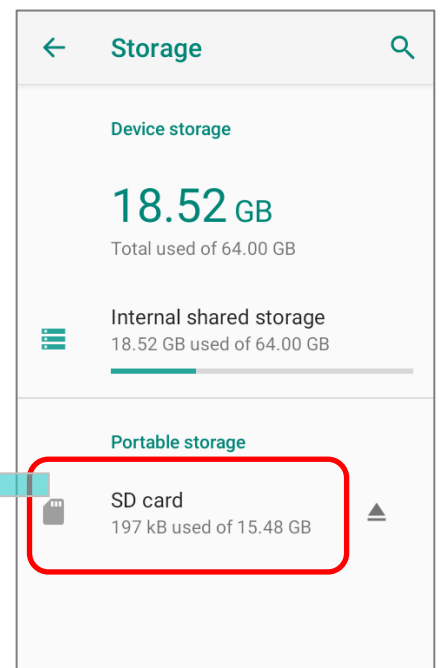 Storage
Device storage
18.52 GB
Total used of 64.00 GB
Internal shared storage
18.52 GB used of 64.00 GB
Portable storage
SD card
197 kB used of 15.48 GB